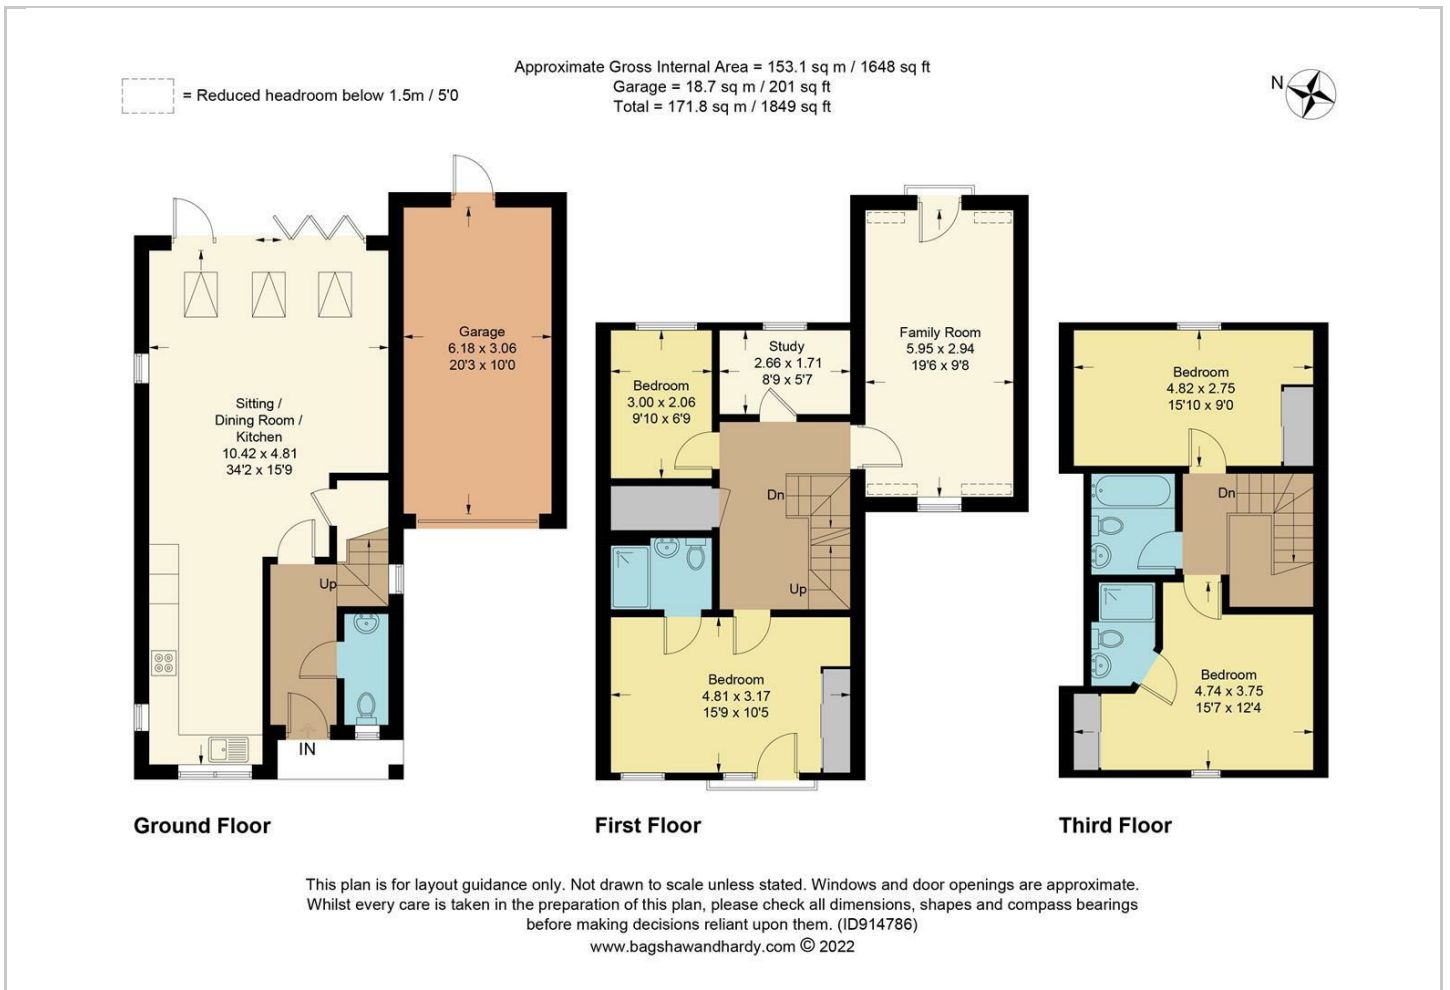 Approximate Gross Internal Area = 153.1 sq m / 1648 sq ft
Garage = 18.7 sq m / 201 sq ft
Total = 171.8 sq m / 1849 sq ft
= Reduced headroom below 1.5m / 5'0
N
Garage
6.18 x 3.06
20'3 x 10'0
Sitting /
Dining Room /
Kitchen
10.42 x 4.81
34'2 x 15'9
Up
IN
Ground Floor
Family Room
5.95 x 2.94
19'6 x 9'8
Study
2.66 x 1.71
8'9 x 5'7
Bedroom
3.00 x 2.06
9'10 x 6'9
Dn
Up
Bedroom
4.81 x 3.17
15'9 x 10'5
First Floor
Bedroom
4.82 x 2.75
15'10 x 9'0
Dn
Bedroom
4.74 x 3.75
15'7 x 12'4
Third Floor
This plan is for layout guidance only. Not drawn to scale unless stated. Windows and door openings are approximate.
Whilst every care is taken in the preparation of this plan, please check all dimensions, shapes and compass bearings
before making decisions reliant upon them. (ID914786)
www.bagshawandhardy.com © 2022